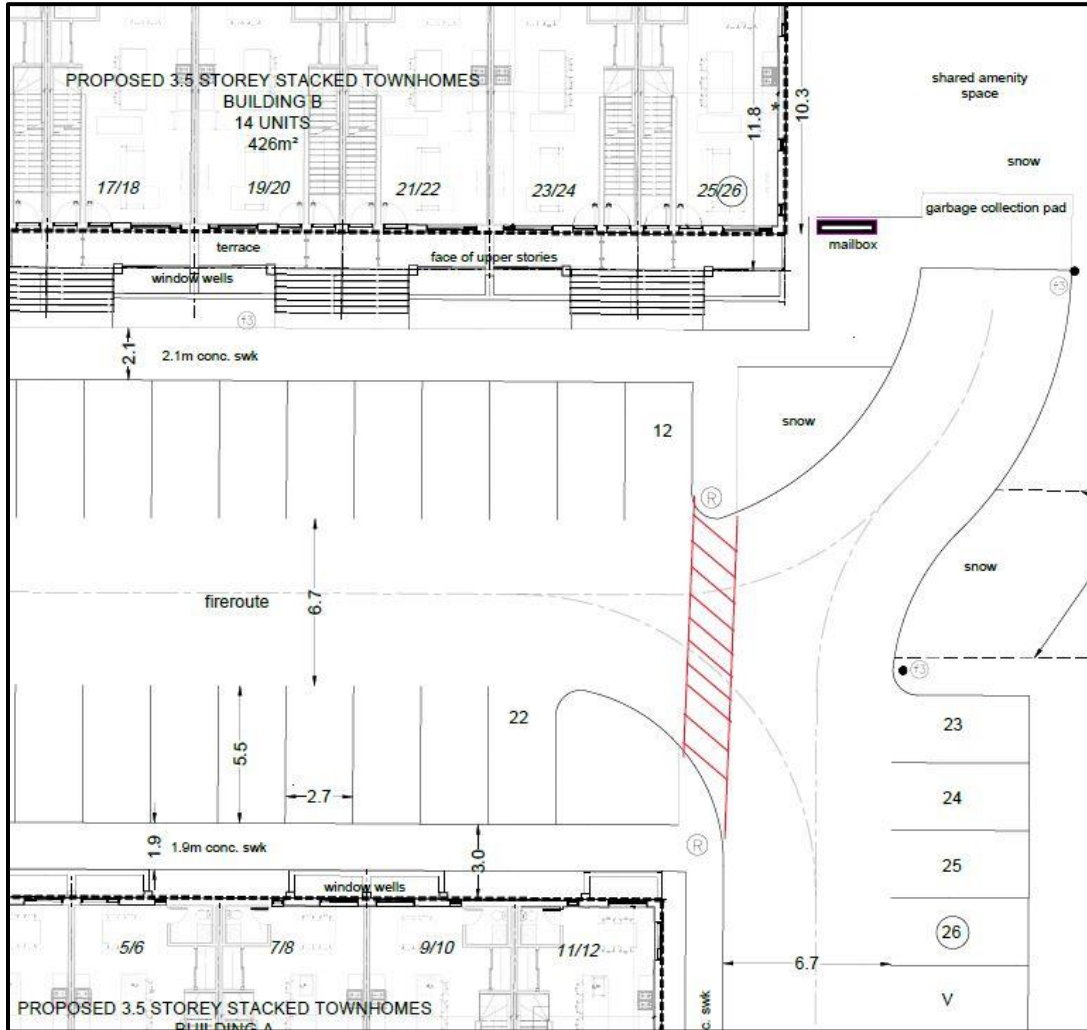 PROPOSED 3.5 STOREY STACKED TOWNHOMES
BUILDING B
14 UNITS
426m²
17/18
19/20
21/22
23/24
25/26
*
11.8
10.3
shared amenity
space
snow
garbage collection pad
mailbox
terrace
face of upper stories
window wells
2.1
2.1m conc. swk
12
snow
R
fireroute
6.7
snow
22
5.5
2.7
23
24
25
26
V
1.9
1.9m conc. swk
3.0
R
window wells
5/6
7/8
9/10
11/12
6.7
c. swk
PROPOSED 3.5 STOREY STACKED TOWNHOMES
BUILDING A